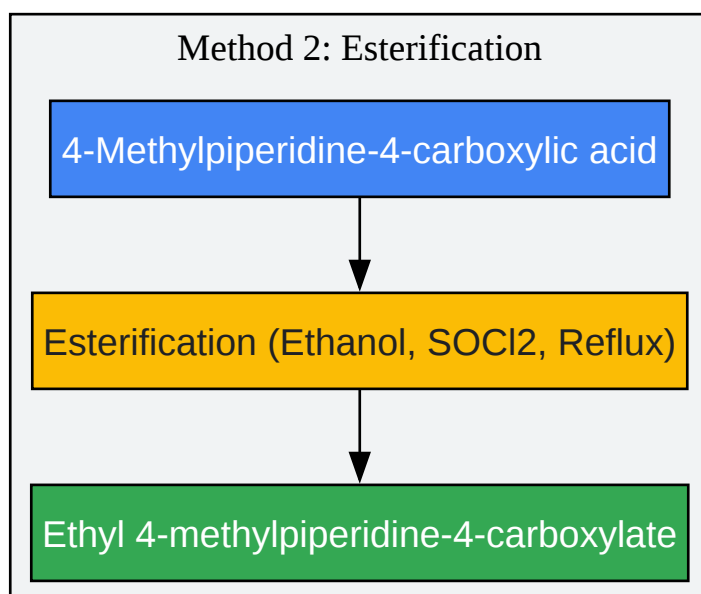 Method 2: Esterification
4-Methylpiperidine-4-carboxylic acid
Esterification (Ethanol, SOCl2, Reflux)
Ethyl 4-methylpiperidine-4-carboxylate